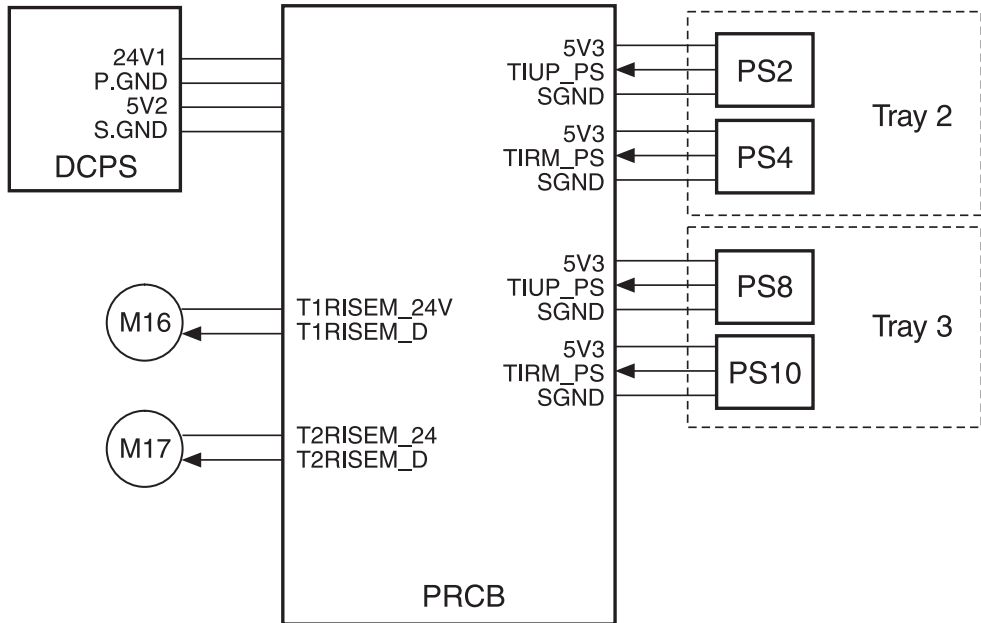 24V1
P.GND
5V2
S.GND
DCPS
M16
T1RISEM_24V
T1RISEM_D
M17
T2RISEM_24
T2RISEM_D
PRCB
5V3
TIUP_PS
SGND
PS2
5V3
TIRM_PS
SGND
PS4
Tray 2
5V3
TIUP_PS
SGND
PS8
5V3
TIRM_PS
SGND
PS10
Tray 3